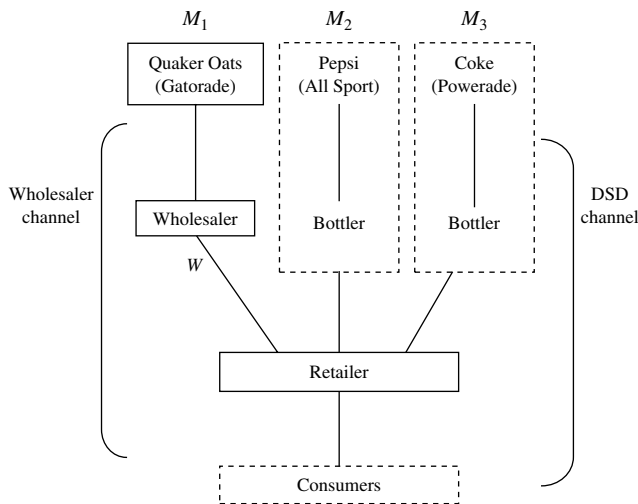 M1 M2 M3
Quaker Oats
(Gatorade)
Pepsi
(All Sport)
Coke
(Powerade)
Wholesaler
channel
DSD
channel
Wholesaler
Bottler
Bottler
W
Retailer
Consumers